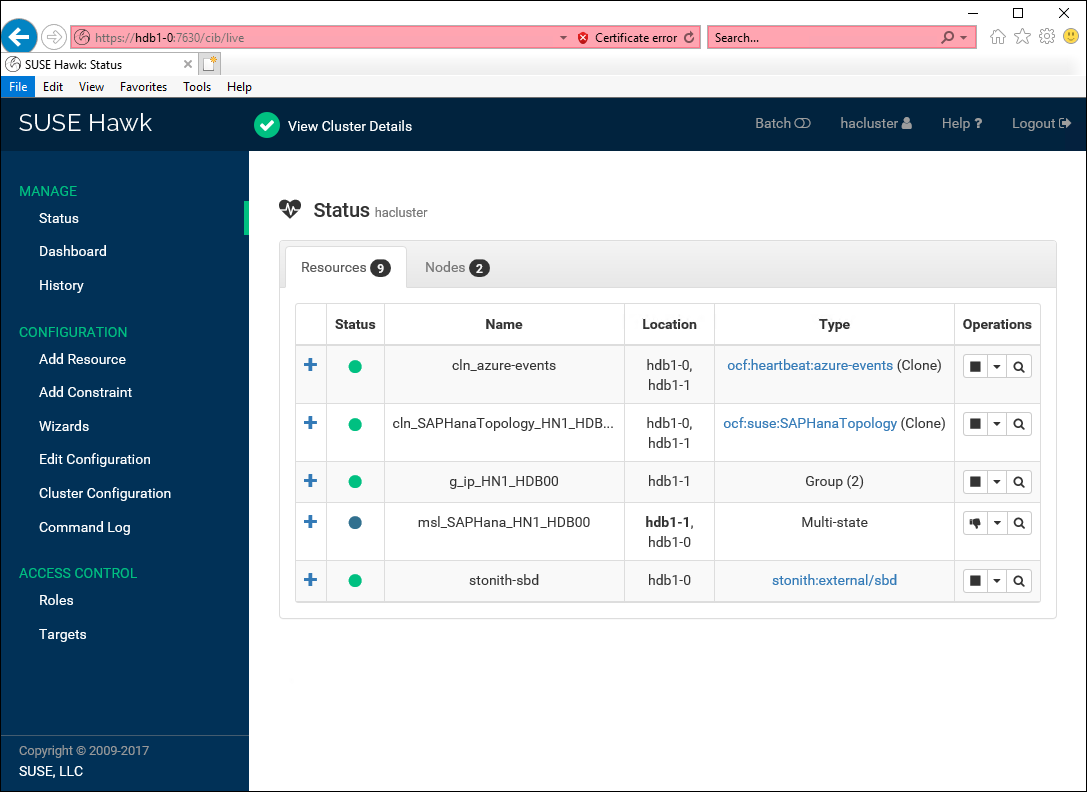 https://hdb1-0:7630/cib/live
Certificate error
Search...
SUSE Hawk: Status
File Edit View Favorites Tools Help
SUSE Hawk
View Cluster Details
Batch
hacluster
Help ?
Logout
MANAGE
Status
Dashboard
History
CONFIGURATION
Add Resource
Add Constraint
Wizards
Edit Configuration
Cluster Configuration
Command Log
ACCESS CONTROL
Roles
Targets
Copyright © 2009-2017
SUSE, LLC
Status hacluster
Resources 9
Nodes 2
Status Name Location Type Operations
cln_azure-events hdb1-0, ocf:heartbeat:azure-events (Clone)
hdb1-1
cln_SAPHanaTopology_HN1_HDB... hdb1-0, ocf:suse:SAPHanaTopology (Clone)
hdb1-1
g_ip_HN1_HDB00 hdb1-1 Group (2)
msl_SAPHana_HN1_HDB00 hdb1-1, Multi-state
hdb1-0
stonith-sbd hdb1-0 stonith:external/sbd